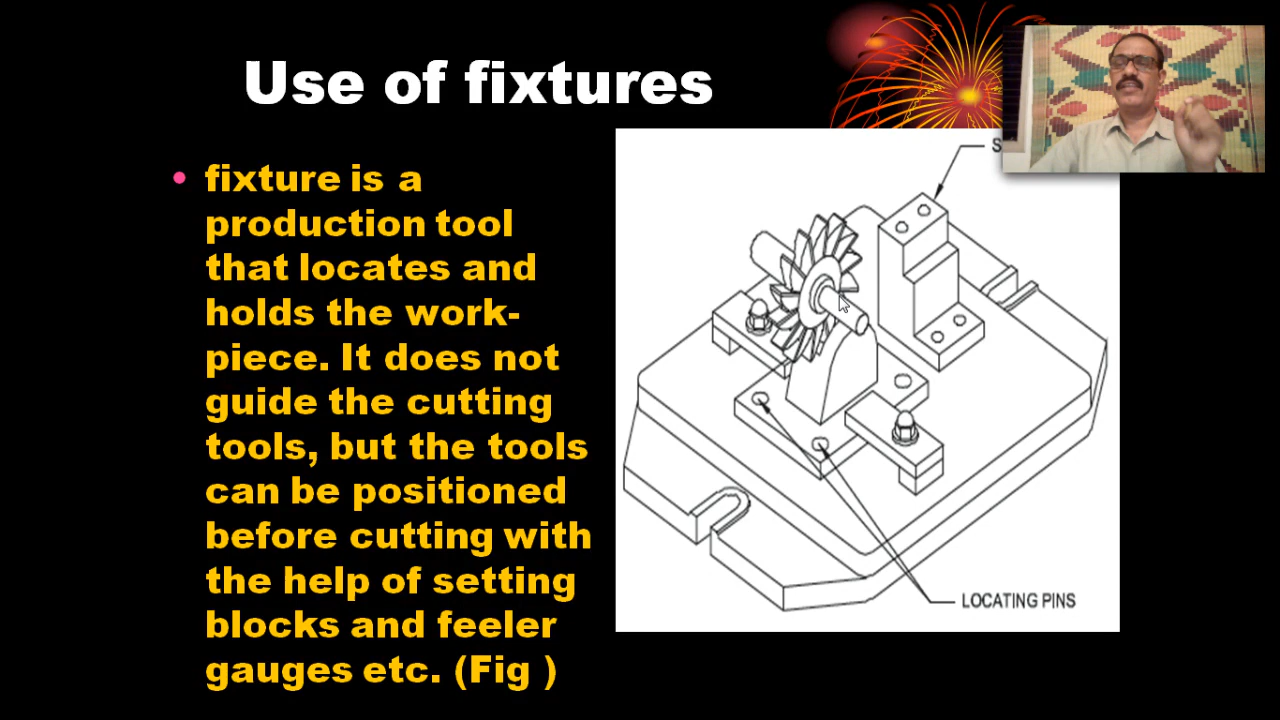 Use of fixtures
• fixture is a
production tool
that locates and
holds the work-
piece. It does not
guide the cutting
tools, but the tools
can be positioned
before cutting with
the help of setting
blocks and feeler
gauges etc. (Fig )
LOCATING PINS